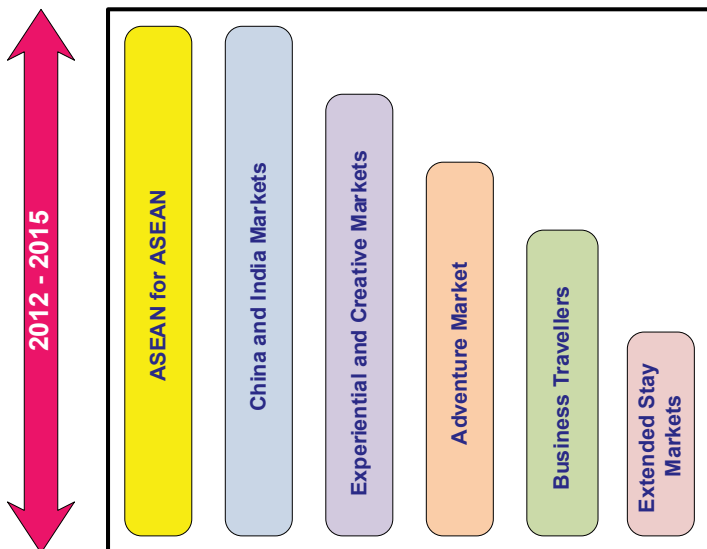 2012 - 2015
ASEAN for ASEAN
China and India Markets
Experiential and Creative Markets
Adventure Market
Business Travellers
Extended Stay
Markets